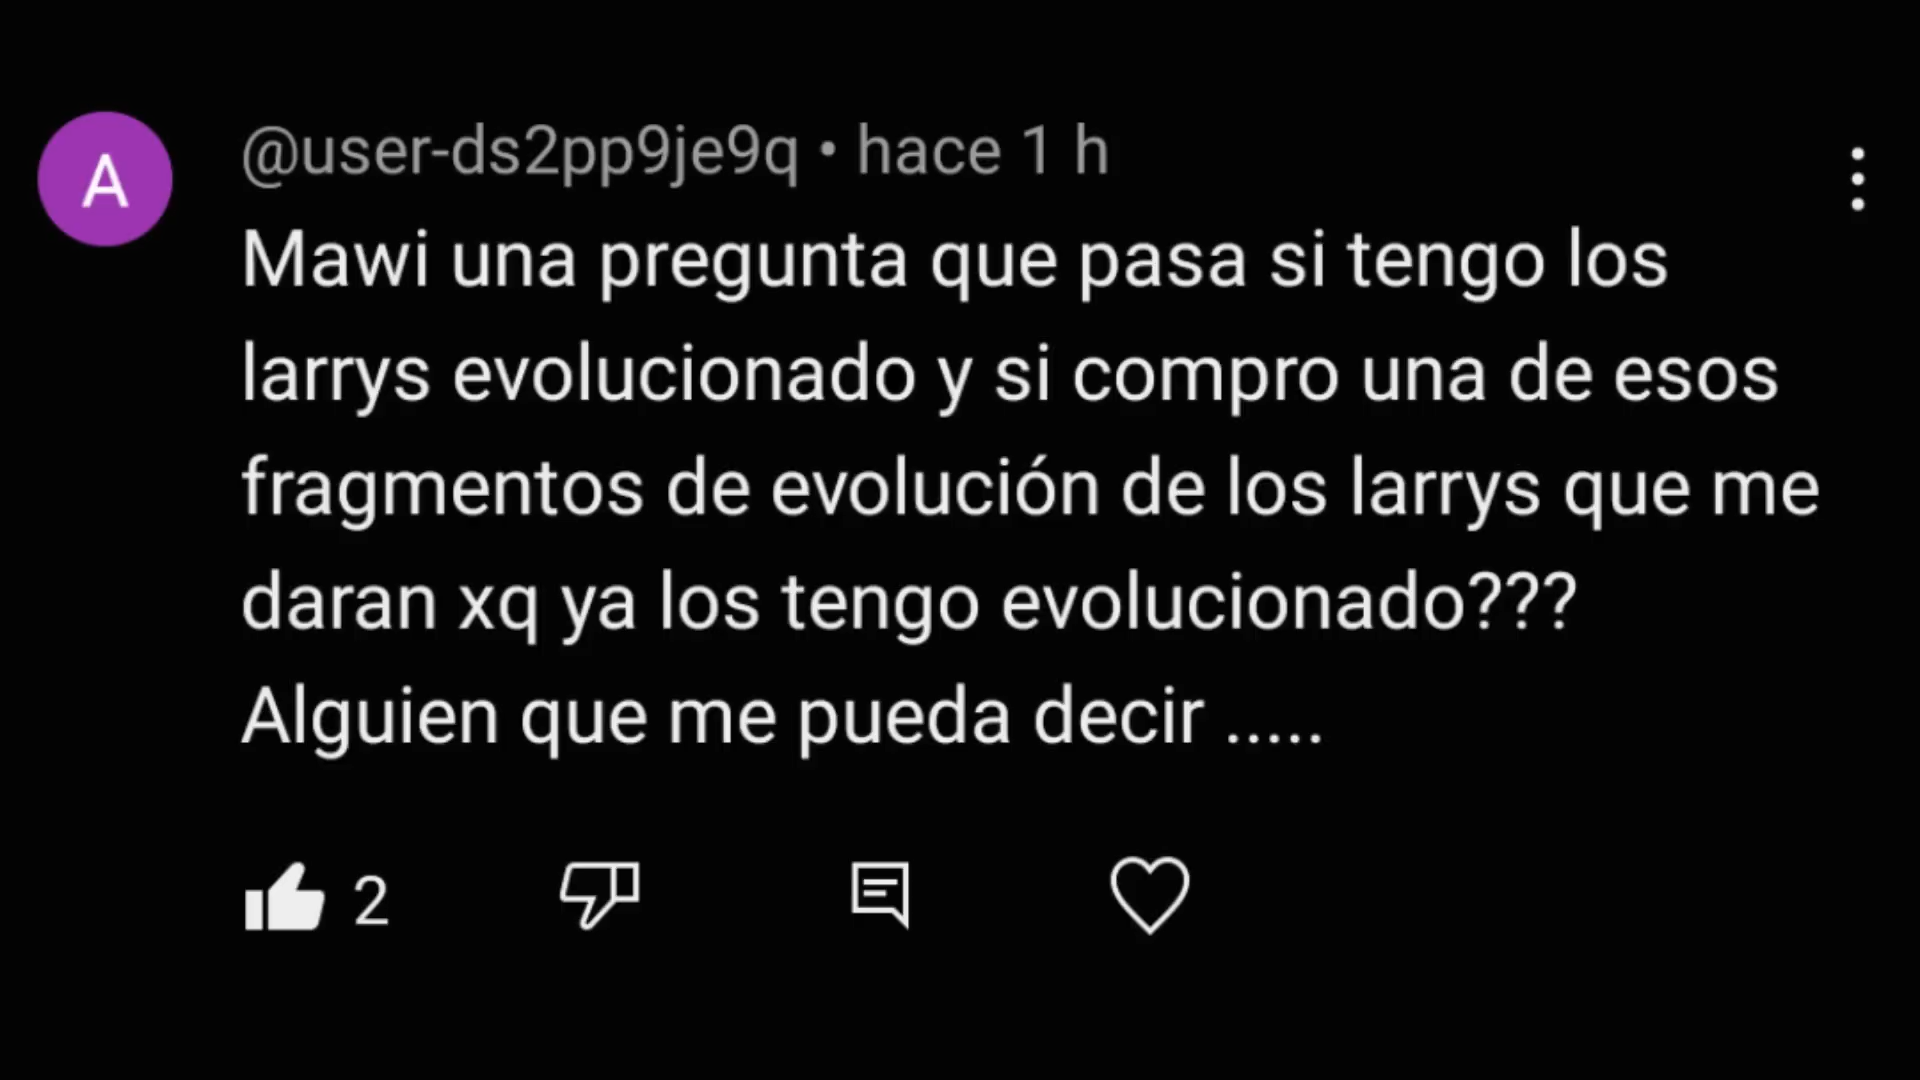 A
@user-ds2pp9je9q • hace 1 h
Mawi una pregunta que pasa si tengo los
larrys evolucionado y si compro una de esos
fragmentos de evolución de los larrys que me
daran xq ya los tengo evolucionado???
Alguien que me pueda decir .....
2